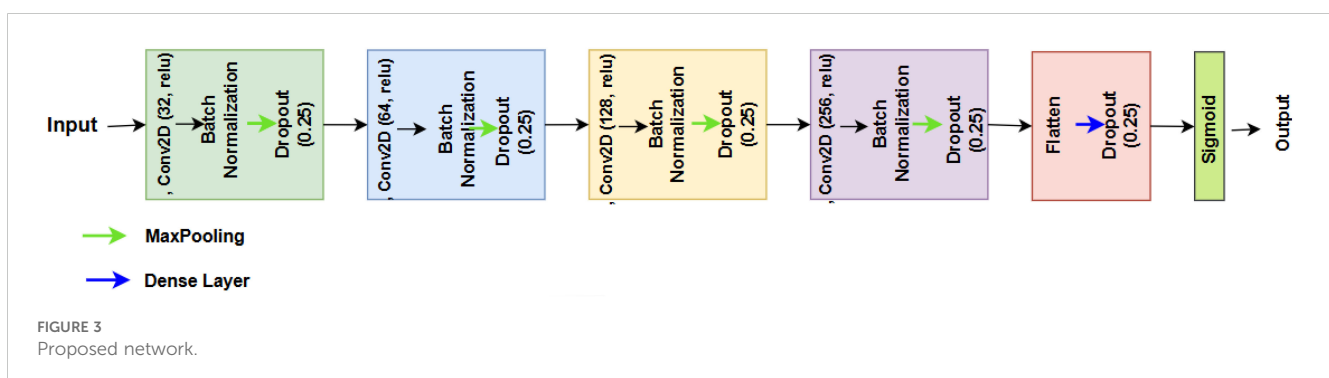 Input
, Conv2D (32, relu)
Batch
Normalization
Dropout
(0.25)
, Conv2D (64, relu)
Batch
Normalization
Dropout
(0.25)
, Conv2D (128, relu)
Batch
Normalization
Dropout
(0.25)
, Conv2D (256, relu)
Batch
Normalization
Dropout
(0.25)
Flatten
Dropout
(0.25)
Sigmoid
Output
MaxPooling
Dense Layer
FIGURE 3
Proposed network.